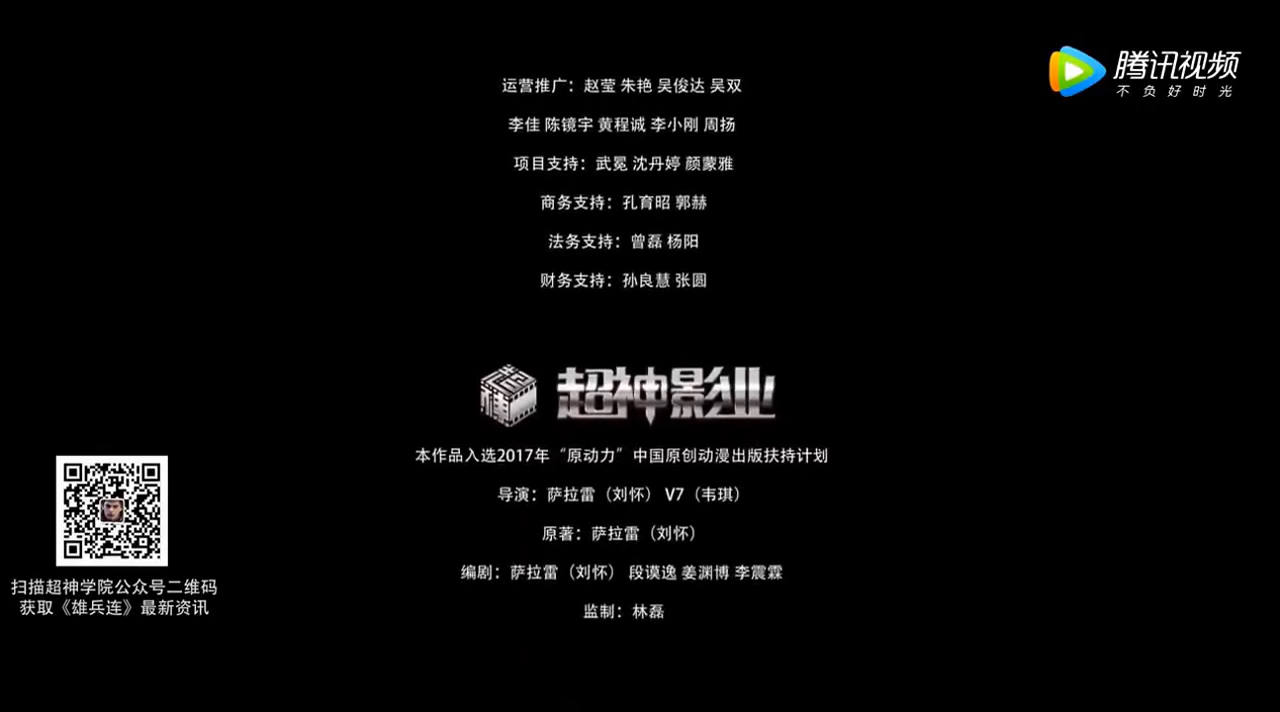 腾讯视频
不负好时光
运营推广：赵莹 朱艳 吴俊达 吴双
李佳 陈镜宇 黄程诚 李小刚 周扬
项目支持：武冕 沈丹婷 颜蒙雅
商务支持：孔育昭 郭赫
法务支持：曾磊 杨阳
财务支持：孙良慧 张圆
超神影业
本作品入选2017年“原动力”中国原创动漫出版扶持计划
导演：萨拉雷（刘怀） V7（韦琪）
原著：萨拉雷（刘怀）
编剧：萨拉雷（刘怀） 段谟逸 姜渊博 李震霖
监制：林磊
扫描超神学院公众号二维码
获取《雄兵连》最新资讯